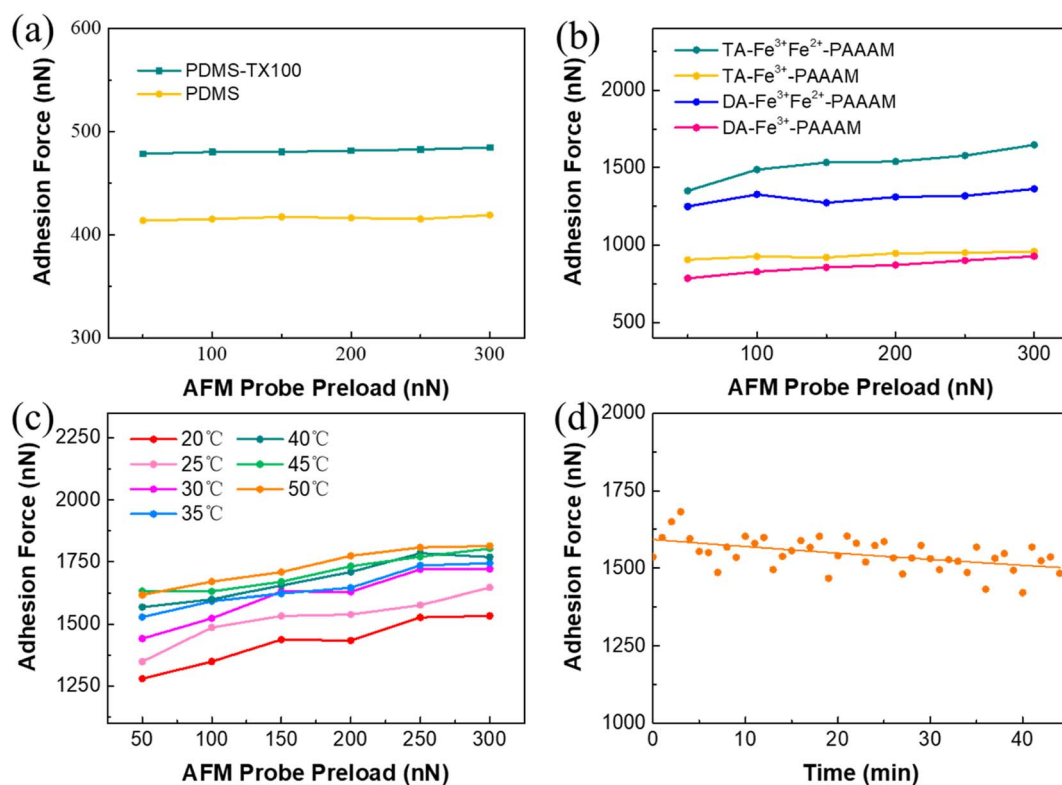 (a)
600
500
400
300
Adhesion Force (nN)
PDMS-TX100
PDMS
100
200
300
AFM Probe Preload (nN)
(b)
2000
1500
1000
500
Adhesion Force (nN)
TA-Fe³⁺Fe²⁺-PAAAM
TA-Fe³⁺-PAAAM
DA-Fe³⁺Fe²⁺-PAAAM
DA-Fe³⁺-PAAAM
100
200
300
AFM Probe Preload (nN)
(c)
2250
2000
1750
1500
1250
Adhesion Force (nN)
20℃
25℃
30℃
35℃
40℃
45℃
50℃
50
100
150
200
250
300
AFM Probe Preload (nN)
(d)
2000
1750
1500
1250
1000
Adhesion Force (nN)
0
10
20
30
40
Time (min)